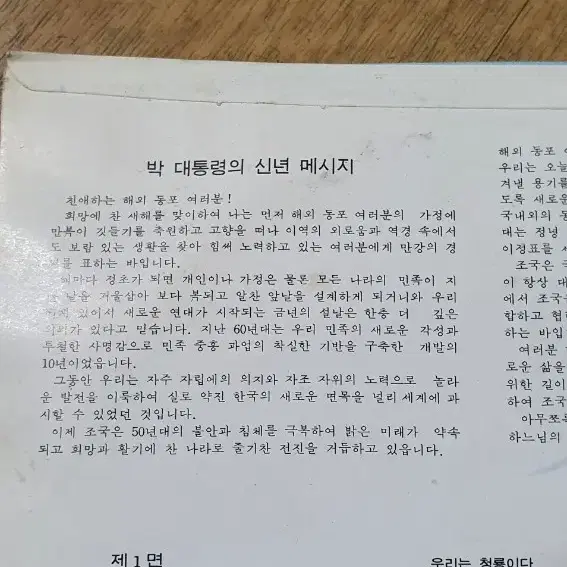 박 대통령의 신년 메시지
친애하는 해외 동포 여러분!
희망에 찬 새해를 맞이하여 나는 먼저 해외 동포 여러분의 가정에
만복이 깃들기를 축원하고 고향을 떠나 이역의 외로움과 역경 속에서
도 보람 있는 생활을 찾아 힘써 노력하고 있는 여러분에게 만강의 경
를 표하는 바입니다.
해마다 정초가 되면 개인이나 가정은 물론 모든 나라의 민족이 지
난 날을 거울삼아 보다 복되고 알찬 앞날을 설계하게 되거니와 우리
에게 있어서 새로운 연대가 시작되는 금년의 설날은 한층 더 깊은
의의가 있다고 믿습니다. 지난 60년대는 우리 민족의 새로운 각성과
투철한 사명감으로 민족 중흥 과업의 착실한 기반을 구축한 개발의
10년이었읍니다.
그동안 우리는 자주 자립에의 의지와 자조 자위의 노력으로 놀라
운 발전을 이룩하여 실로 약진 한국의 새로운 면목을 널리 세계에 과
시할 수 있었던 것입니다.
이제 조국은 50년대의 불안과 침체를 극복하여 밝은 미래가 약속
되고 희망과 활기에 찬 나라로 줄기찬 전진을 거듭하고 있읍니다.
제 1 면
해외 동포
우리는 오늘
겨낼 용기를
도록 새로운
국내외의 동
대는 정녕
이정표를 세
조국은
이 항상 대
에서 조국
합하고 협
하는 바입
여러분
로운 삶을
위한 길이
하여 조국
아무쪼록
하느님의
우리는 청룡이다